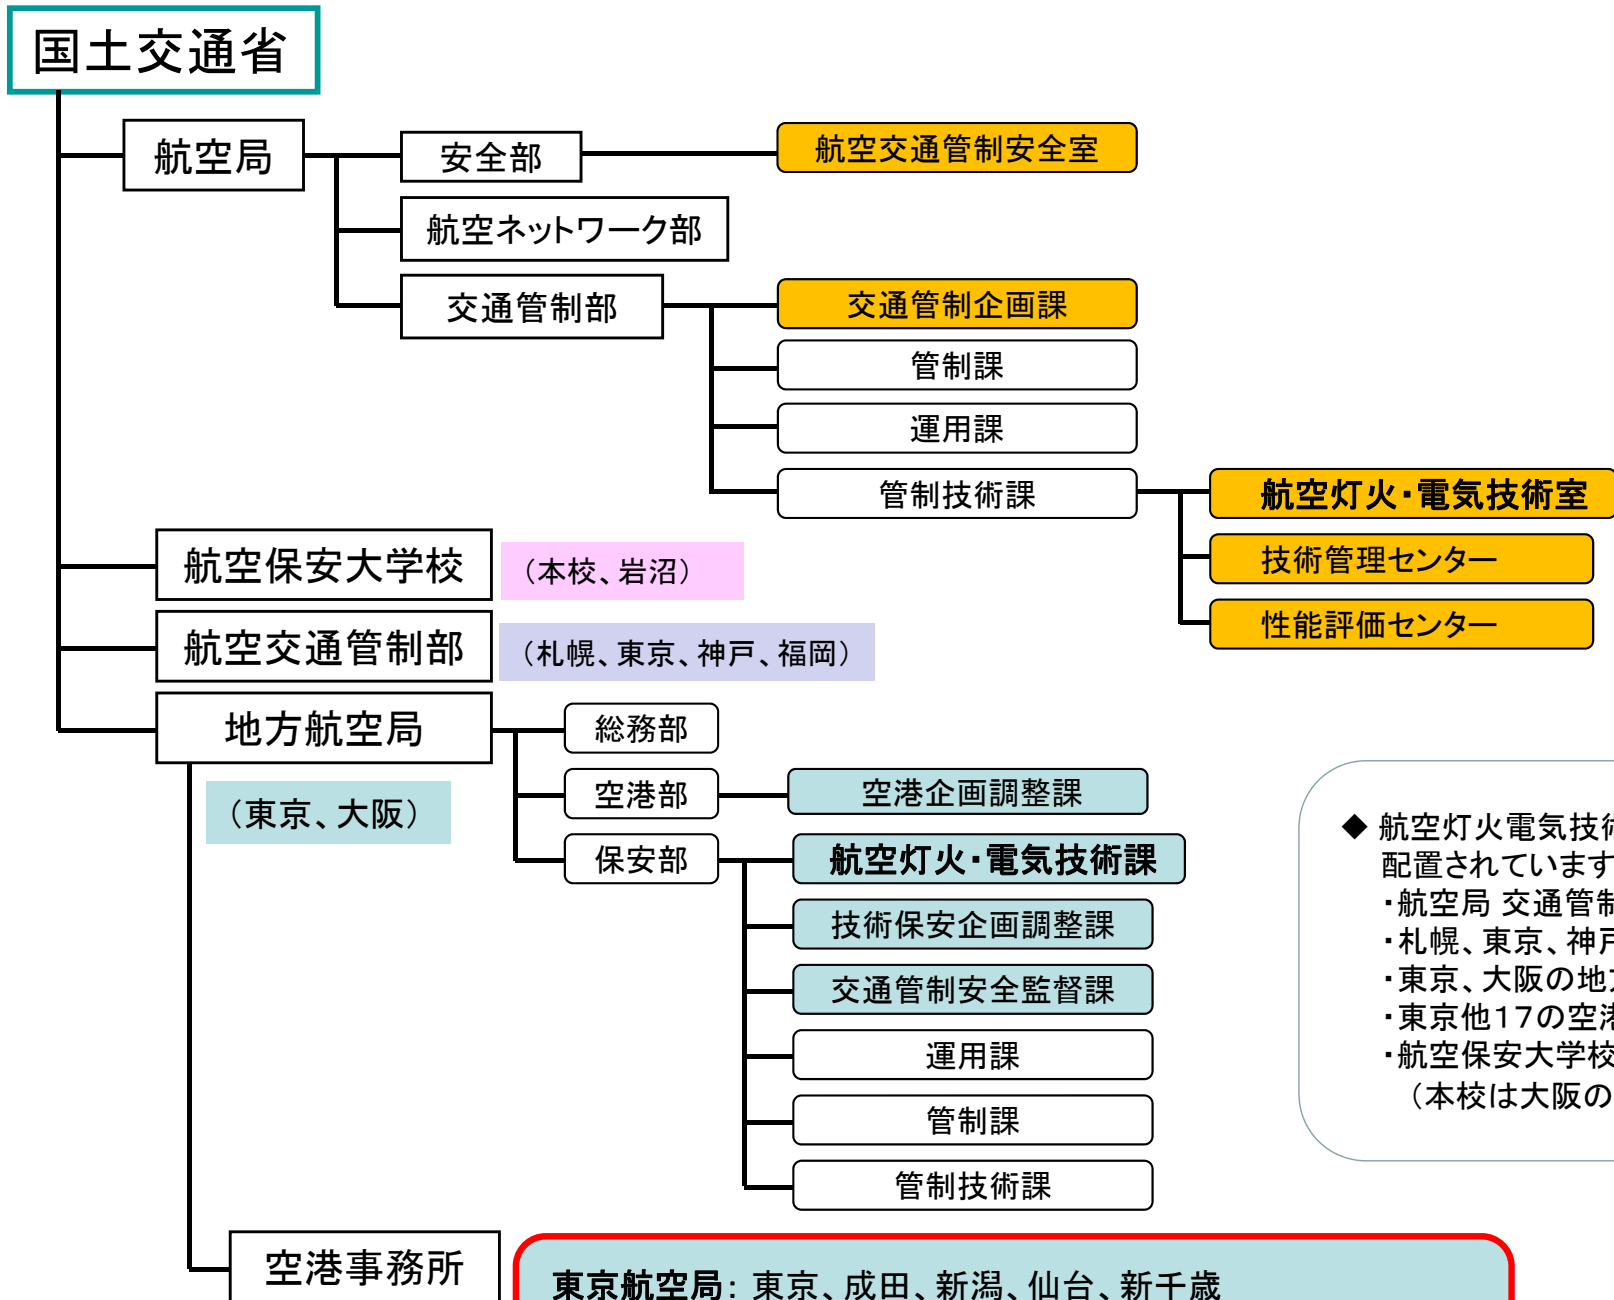 国土交通省
航空局
安全部
航空交通管制安全室
航空ネットワーク部
交通管制部
交通管制企画課
管制課
運用課
管制技術課
航空灯火・電気技術室
技術管理センター
性能評価センター
航空保安大学校
（本校、岩沼）
航空交通管制部
（札幌、東京、神戸、福岡）
地方航空局
（東京、大阪）
総務部
空港部
空港企画調整課
保安部
航空灯火・電気技術課
技術保安企画調整課
交通管制安全監督課
運用課
管制課
管制技術課
◆ 航空灯火電気技
配置されています
・航空局 交通管制
・札幌、東京、神戸
・東京、大阪の地
・東京他１７の空港
・航空保安大学校
（本校は大阪の
空港事務所
東京航空局： 東京、成田、新潟、仙台、新千歳